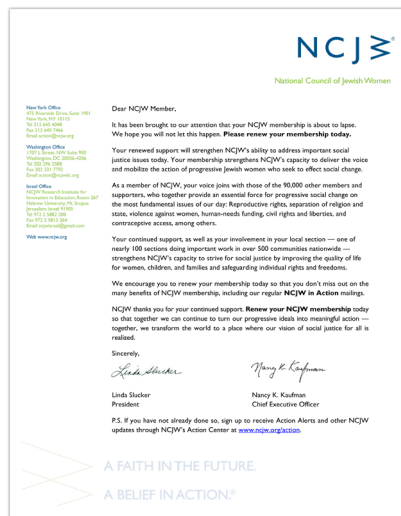 NCJW®
National Council of Jewish Women
New York Office
475 Riverside Drive, Suite 1901
New York, NY 10115
Tel 212 645 4048
Fax 212 645 7466
Email action@ncjw.org
Washington Office
1707 L Street, NW Suite 950
Washington, DC 20036-4206
Tel 202 296 2588
Fax 202 331 7792
Israel Office
NCJW Research Institute for
Innovation in Education, Room 267
Hebrew University, Mt. Scopus
Jerusalem, Israel 91905
Tel 972 2 5882 208
Fax 972 2 5813 264
Web www.ncjw.org
Dear NCJW Member,
It has been brought to our attention that your NCJW membership is about to lapse.
We hope you will not let this happen. Please renew your membership today.
Your renewed support will strengthen NCJW’s ability to address important social
justice issues today. Your membership strengthens NCJW’s capacity to deliver the voice
and mobilize the action of progressive Jewish women who seek to effect social change.
As a member of NCJW, your voice joins with those of the 90,000 other members and
supporters, who together provide an essential force for progressive social change on
the most fundamental issues of our day: Reproductive rights, separation of religion and
state, violence against women, human-needs funding, civil rights and liberties, and
contraceptive access, among others.
Your continued support, as well as your involvement in your local section — one of
nearly 100 sections doing important work in over 500 communities nationwide —
strengthens NCJW’s capacity to strive for social justice by improving the quality of life
for women, children, and families and safeguarding individual rights and freedoms.
We encourage you to renew your membership today so that you don’t miss out on the
many benefits of NCJW membership, including our regular NCJW in Action mailings.
NCJW thanks you for your continued support. Renew your NCJW membership today
so that together we can continue to turn our progressive ideals into meaningful action —
together, we transform the world to a place where our vision of social justice for all is
realized.
Sincerely,
Linda Slucker Nancy K. Kaufman
Linda Slucker Nancy K. Kaufman
President Chief Executive Officer
P.S. If you have not already done so, sign up to receive Action Alerts and other NCJW
updates through NCJW’s Action Center at www.ncjw.org/action.
A FAITH IN THE FUTURE.
A BELIEF IN ACTION.®